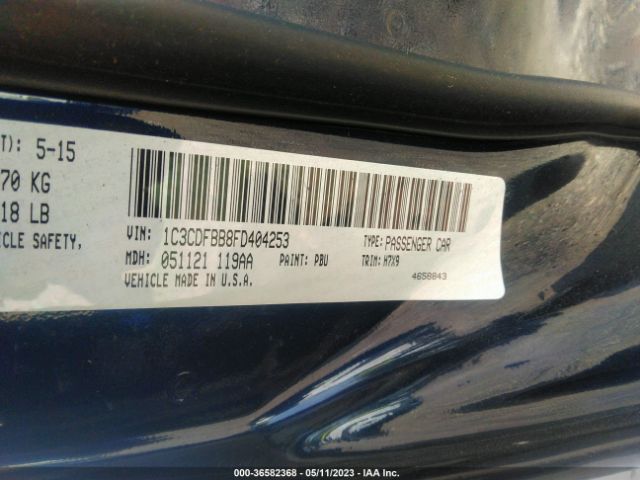 T): 5-15
70 KG
18 LB
ICLE SAFETY,
VIN: 1C3CDFBB8FD404253 TYPE: PASSENGER CAR
MDH: 051121 119AA PAINT: PBU TRIM: H7X9
VEHICLE MADE IN U.S.A. 4658843
000-36582368 - 05/11/2023 - IAA Inc.